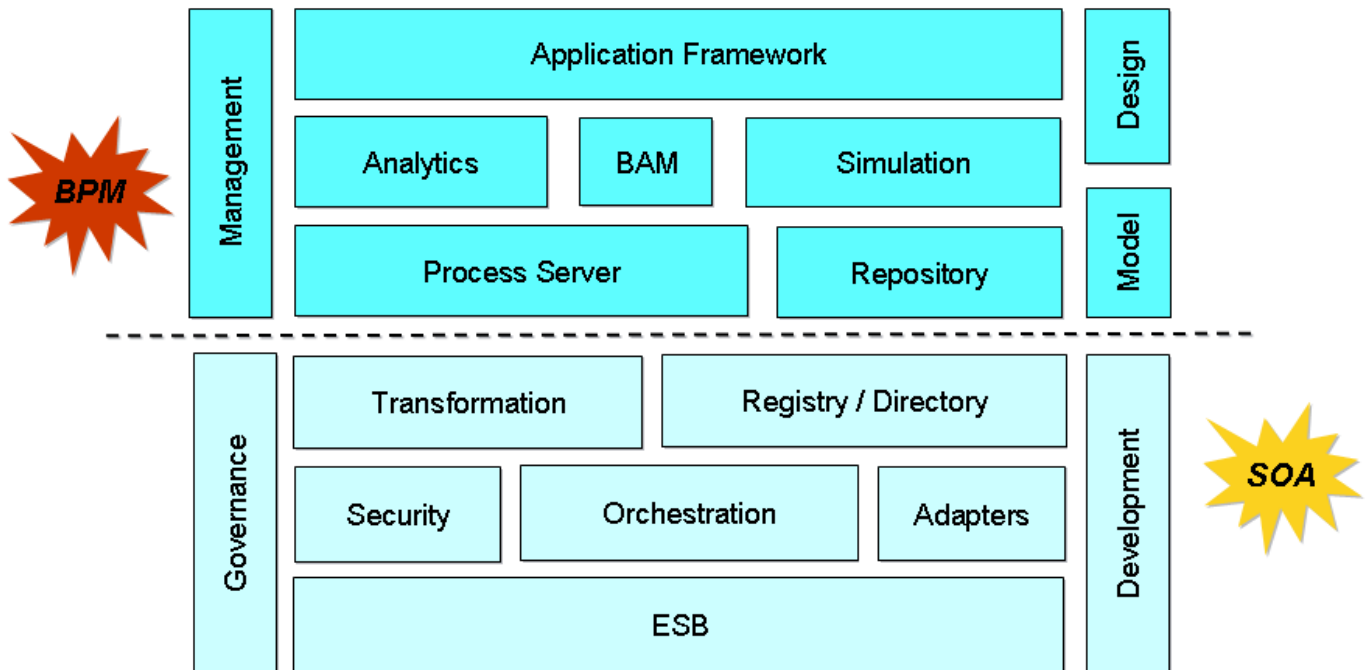 Application Framework
Management
Design
Analytics
BAM
Simulation
BPM
Process Server
Repository
Model
Transformation
Registry / Directory
Governance
Development
Security
Orchestration
Adapters
SOA
ESB